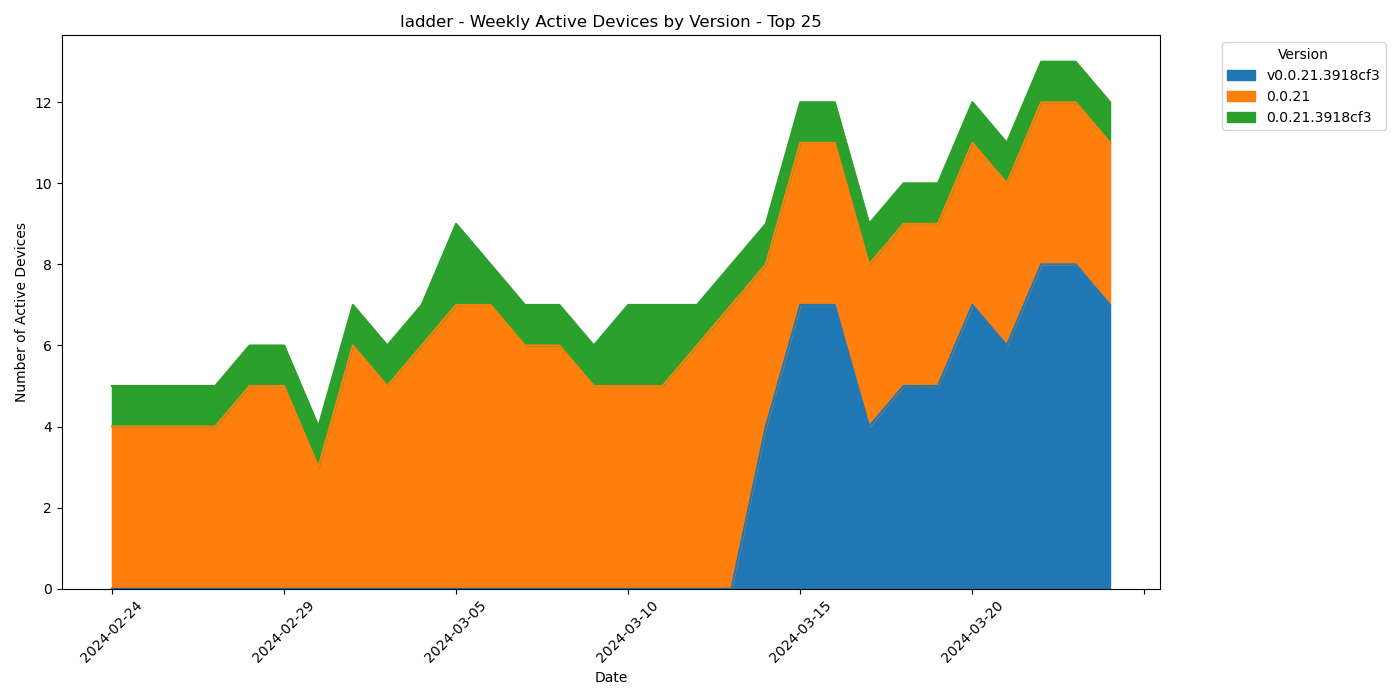 ladder - Weekly Active Devices by Version - Top 25
Version
v0.0.21.3918cf3
0.0.21
0.0.21.3918cf3
Number of Active Devices
12
10
8
6
4
2
0
2024-02-24
2024-02-29
2024-03-05
2024-03-10
2024-03-15
2024-03-20
Date